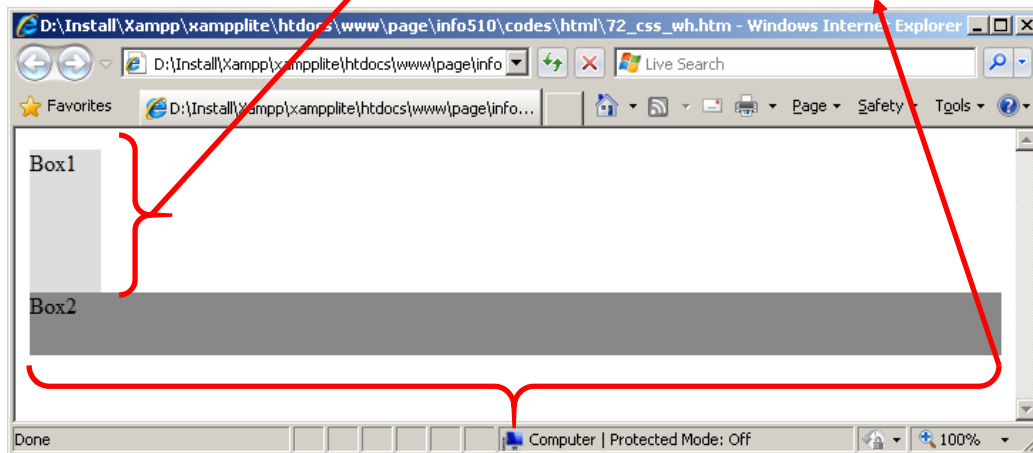 D:\Install\Xampp\xampplite\htdocs\www\page\info510\codes\html\72_css_wh.htm - Windows Internet Explorer
D:\Install\Xampp\xampplite\htdocs\www\page\info
Live Search
Favorites
D:\Install\Xampp\xampplite\htdocs\www\page\info...
Page
Safety
Tools
Box1
Box2
Done
Computer | Protected Mode: Off
100%